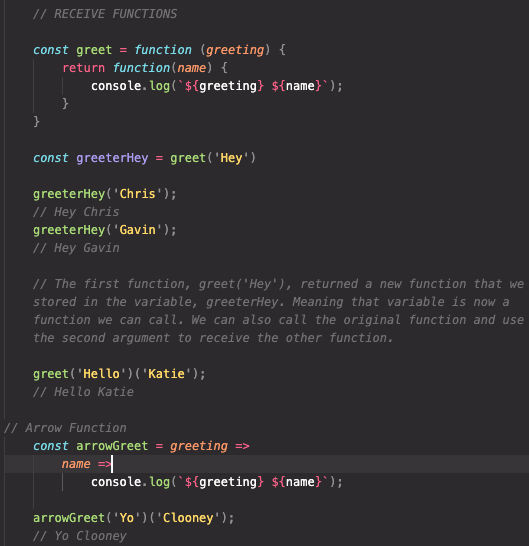 // RECEIVE FUNCTIONS
const greet = function (greeting) {
return function(name) {
console.log(`${greeting} ${name}`);
}
}
const greeterHey = greet('Hey')
greeterHey('Chris');
// Hey Chris
greeterHey('Gavin');
// Hey Gavin
// The first function, greet('Hey'), returned a new function that we
stored in the variable, greeterHey. Meaning that variable is now a
function we can call. We can also call the original function and use
the second argument to receive the other function.
greet('Hello')('Katie');
// Hello Katie
// Arrow Function
const arrowGreet = greeting =>
name =>
console.log(`${greeting} ${name}`);
arrowGreet('Yo')('Clooney');
// Yo Clooney